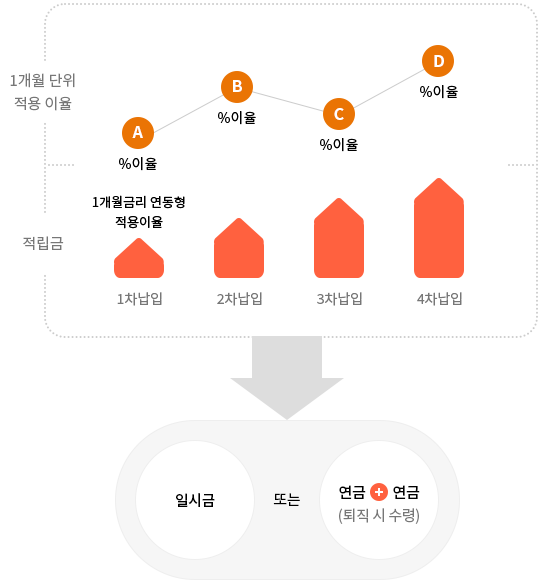 1개월 단위
적용 이율
A
%이율
B
%이율
C
%이율
D
%이율
1개월금리 연동형
적용이율
적립금
1차납입
2차납입
3차납입
4차납입
일시금
또는
연금 + 연금
(퇴직 시 수령)